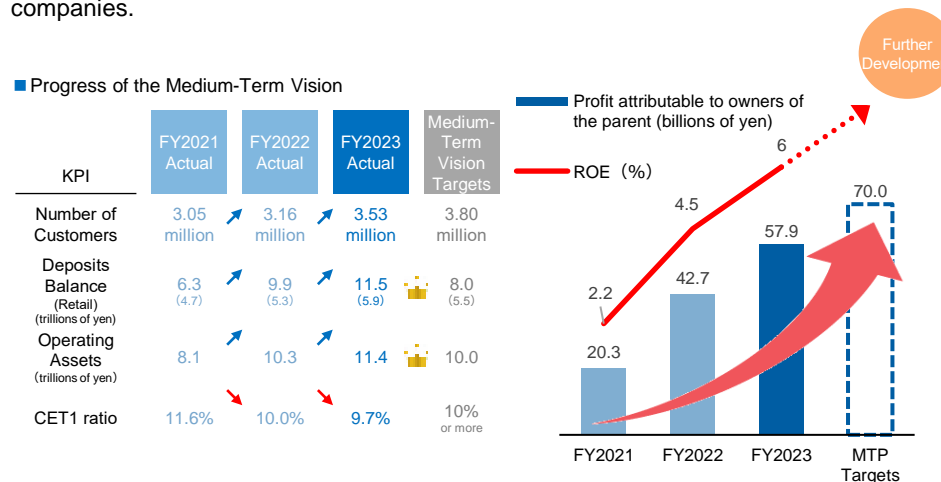 companies.
■ Progress of the Medium-Term Vision
KPI
FY2021
Actual
FY2022
Actual
FY2023
Actual
Medium-
Term
Vision
Targets
Number of
Customers
3.05
million
3.16
million
3.53
million
3.80
million
Deposits
Balance
(Retail)
(trillions of yen)
6.3
(4.7)
9.9
(5.3)
11.5
(5.9)
8.0
(5.5)
Operating
Assets
(trillions of yen)
8.1
10.3
11.4
10.0
CET1 ratio
11.6%
10.0%
9.7%
10%
or more
Profit attributable to owners of
the parent (billions of yen)
ROE（%）
Further
Developme
2.2
4.5
6
20.3
42.7
57.9
70.0
FY2021
FY2022
FY2023
MTP
Targets